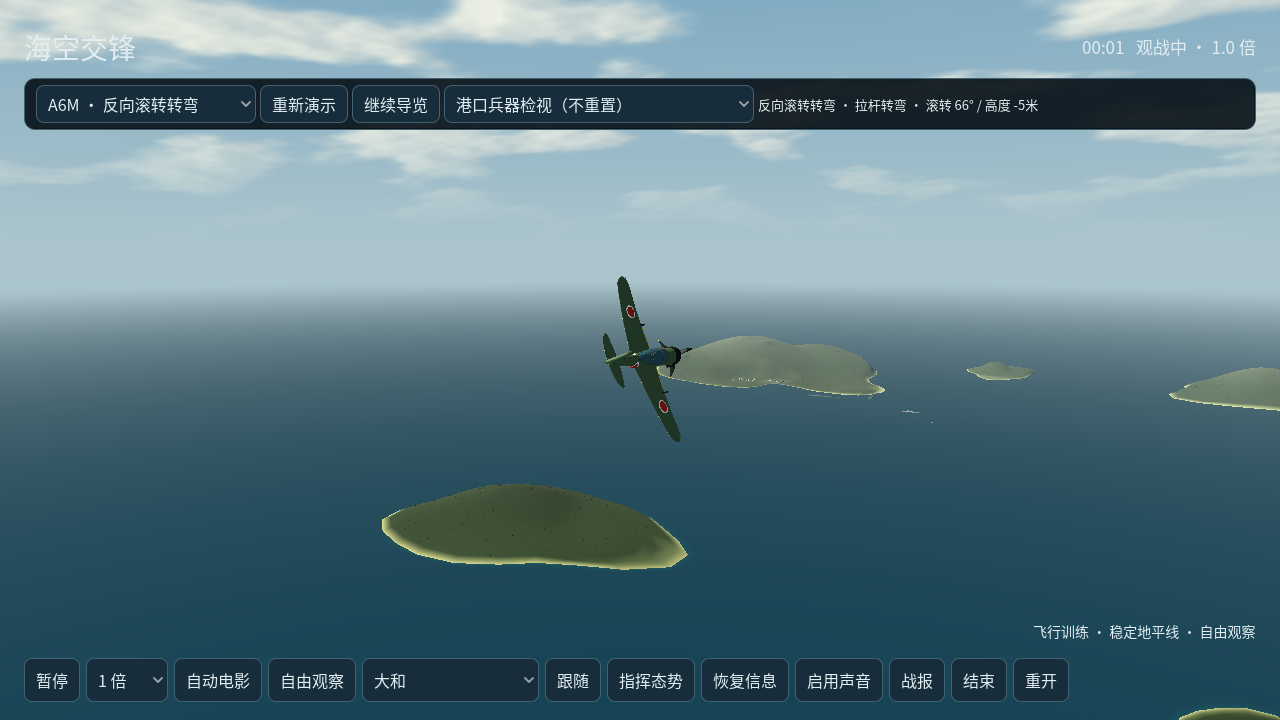 海空交锋
00:01 观战中 · 1.0 倍
A6M · 反向滚转转弯 重新演示 继续导览 港口兵器检视（不重置） 反向滚转转弯 · 拉杆转弯 · 滚转 66° / 高度 -5米
飞行训练 · 稳定地平线 · 自由观察
暂停 1 倍 自动电影 自由观察 大和 跟随 指挥态势 恢复信息 启用声音 战报 结束 重开